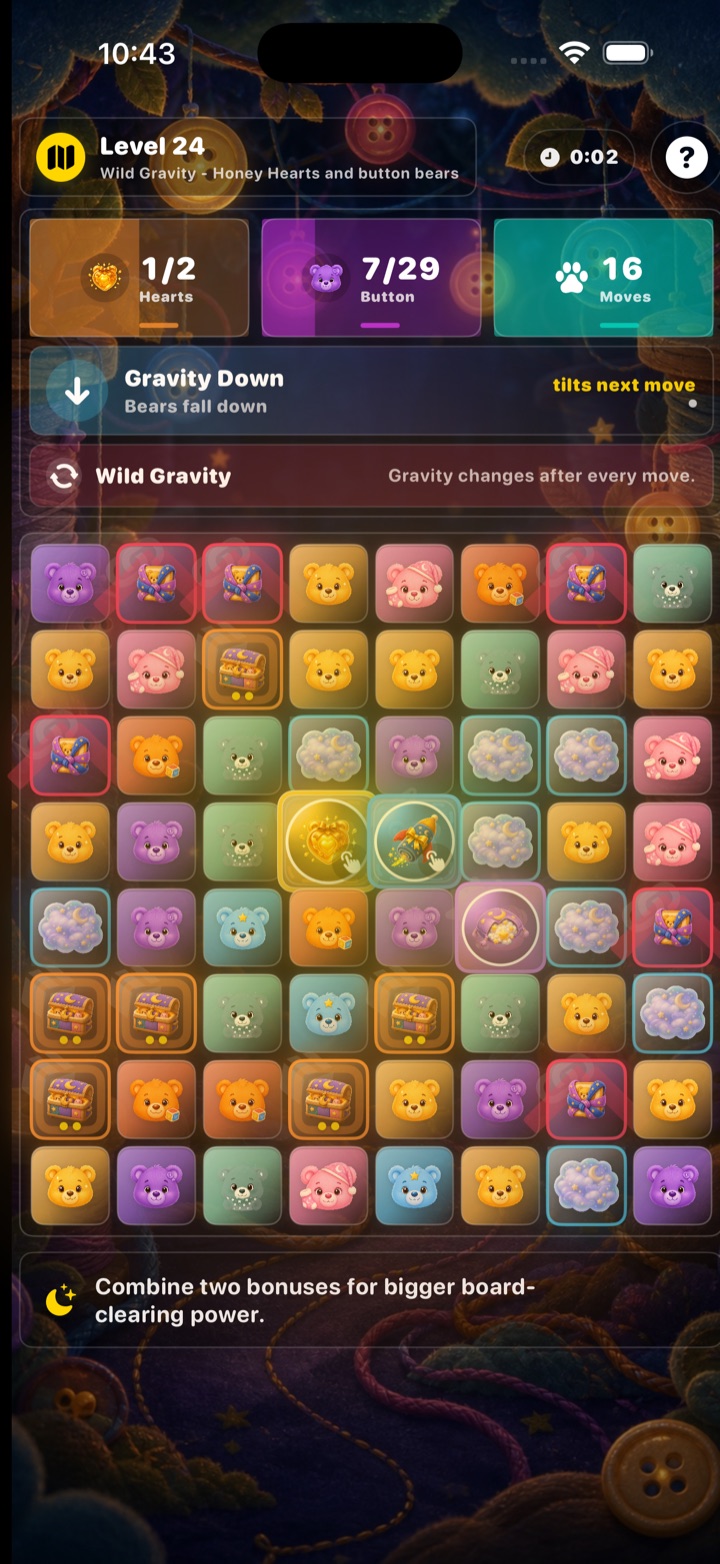 10:43
Level 24
Wild Gravity - Honey Hearts and button bears
0:02
?
1/2
Hearts
7/29
Button
16
Moves
Gravity Down
Bears fall down
tilts next move
Wild Gravity
Gravity changes after every move.
Combine two bonuses for bigger board-
clearing power.